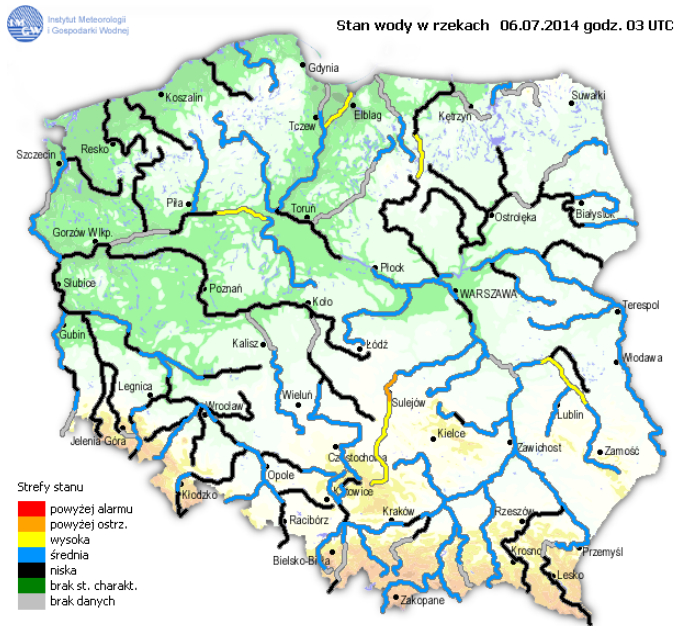 Instytut Meteorologii
i Gospodarki Wodnej
Stan wody w rzekach 06.07.2014 godz. 03 UTC
Gdynia
Koszalin
Suwałki
Elbląg
Kętrzyn
Tczew
Resko
Szczecin
Piła
Toruń
Białystok
Ostrołęka
Gorzów Wlkp.
Płock
Słubice
Poznań
WARSZAWA
Koło
Terespol
Gubin
Kalisz
Łódź
Włodawa
Legnica
Wieluń
Sulejów
Wrocław
Lublin
Jelenia Góra
Kielce
Zawichost
Częstochowa
Zamość
Opole
Strefy stanu
Kłodzko
Katowice
powyżej alarmu
powyżej ostrz.
Racibórz
Kraków
Rzeszów
wysoka
średnia
Bielsko-Biała
Krosno
Przemyśl
niska
Lesko
brak st. charakt.
brak danych
Zakopane